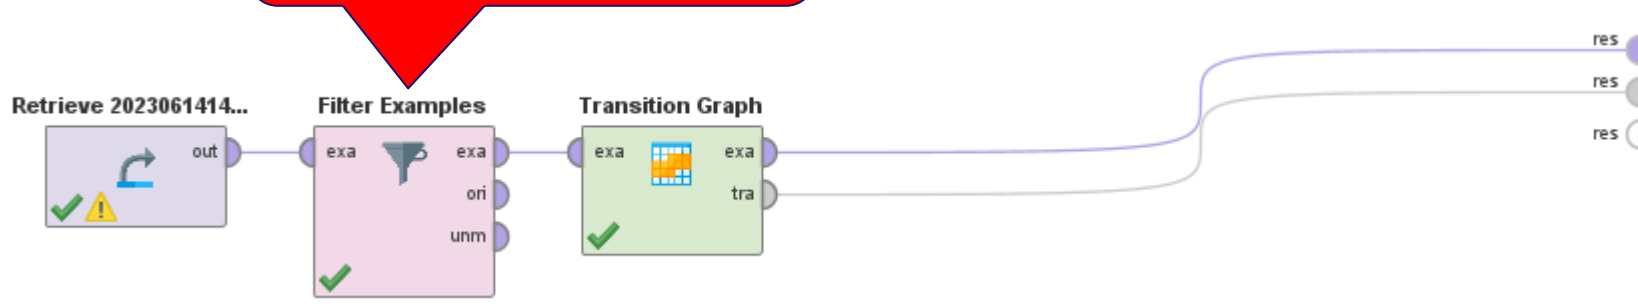 res
res
Retrieve 2023061414...
Filter Examples
Transition Graph
out
exa
exa
exa
exa
res
ori
tra
unm